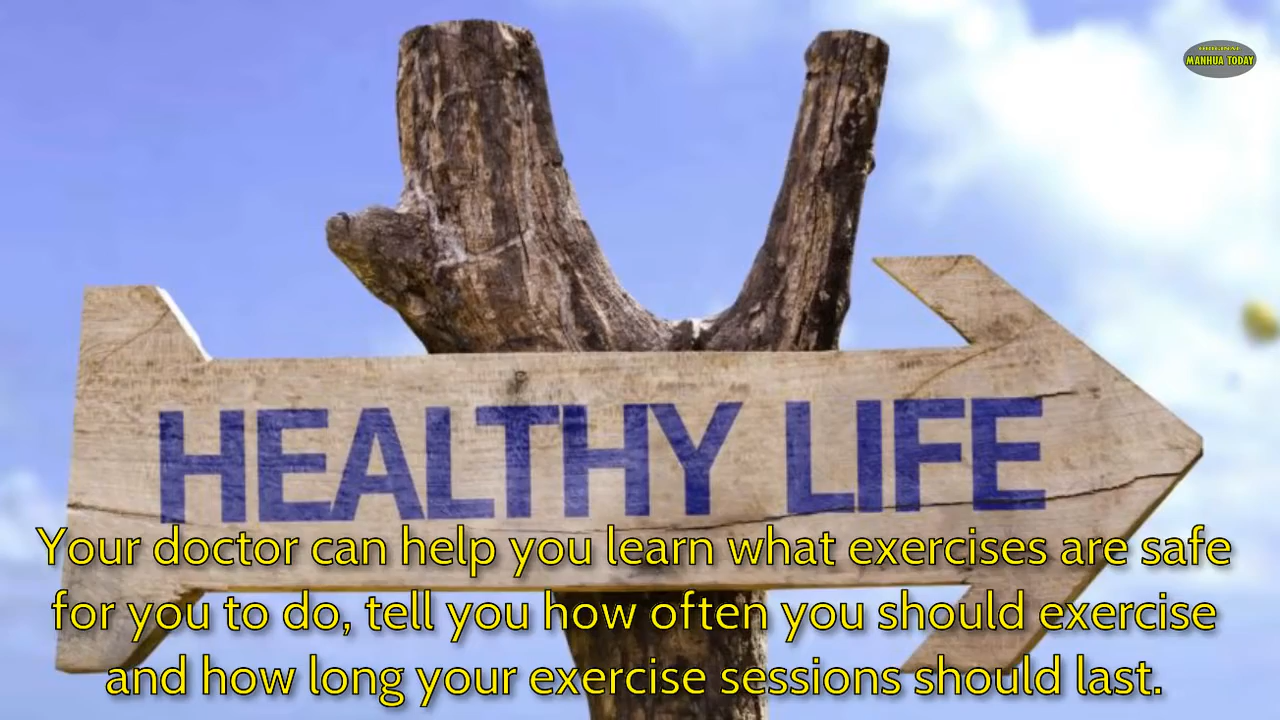 ORIGINAL
MANHUA TODAY
HEALTHY LIFE
Your doctor can help you learn what exercises are safe
for you to do, tell you how often you should exercise
and how long your exercise sessions should last.